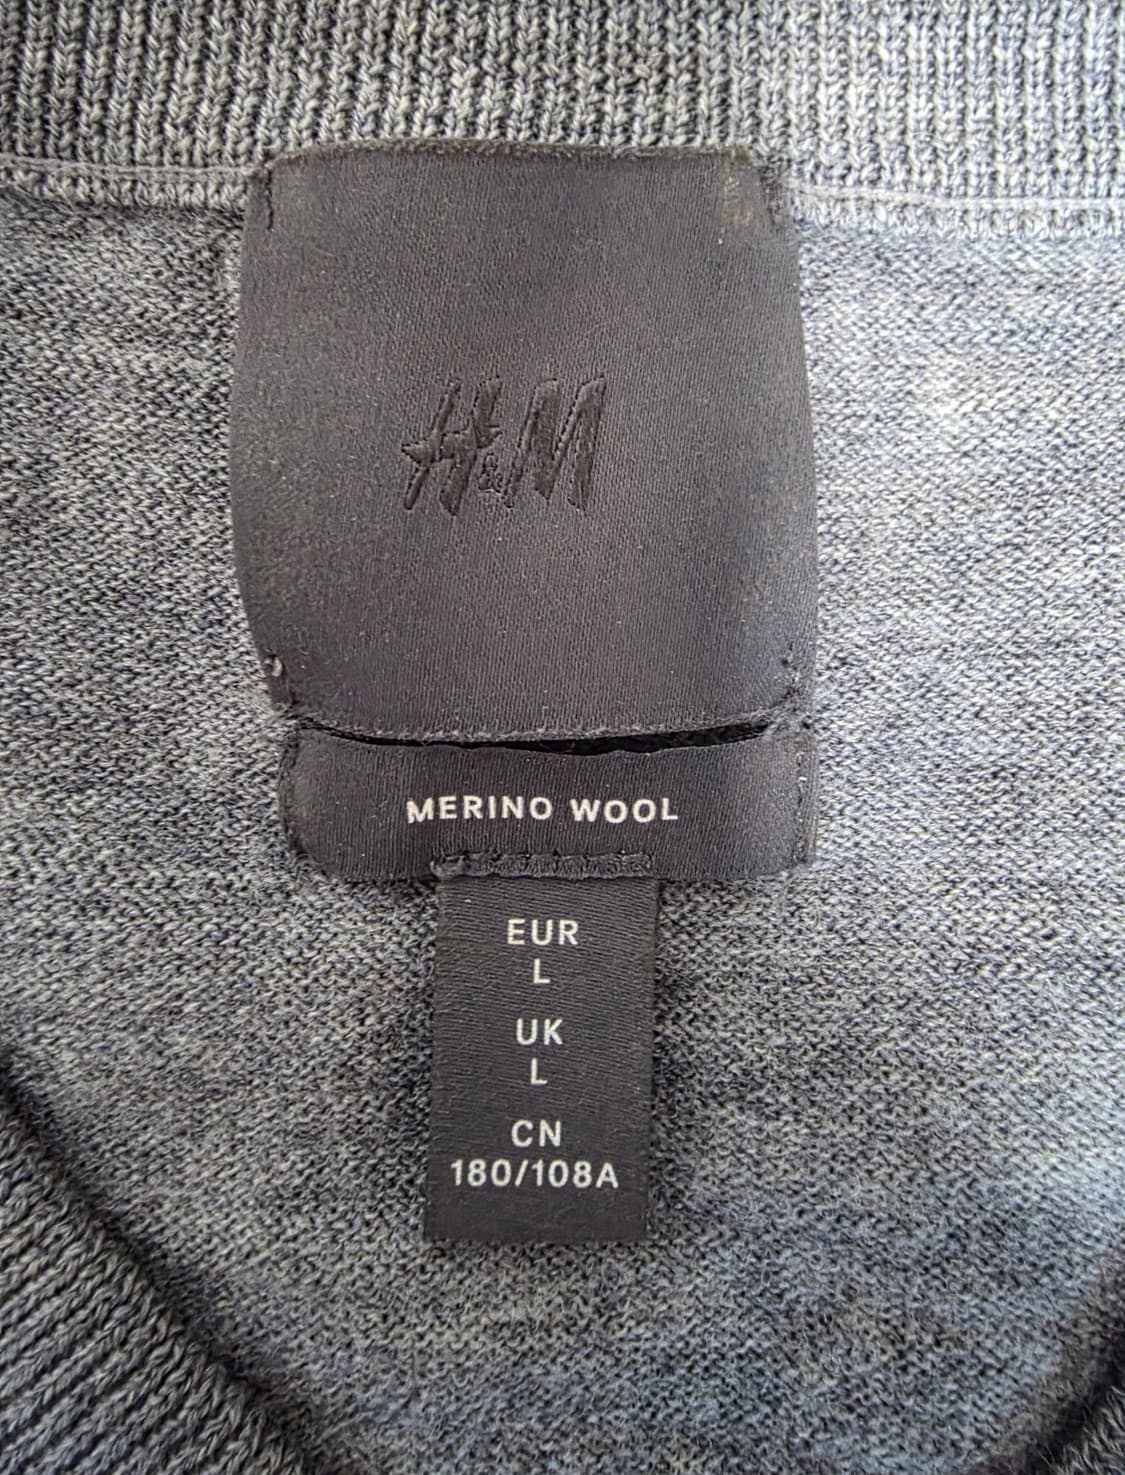 H&M
MERINO WOOL
EUR
L
UK
L
CN
180/108A